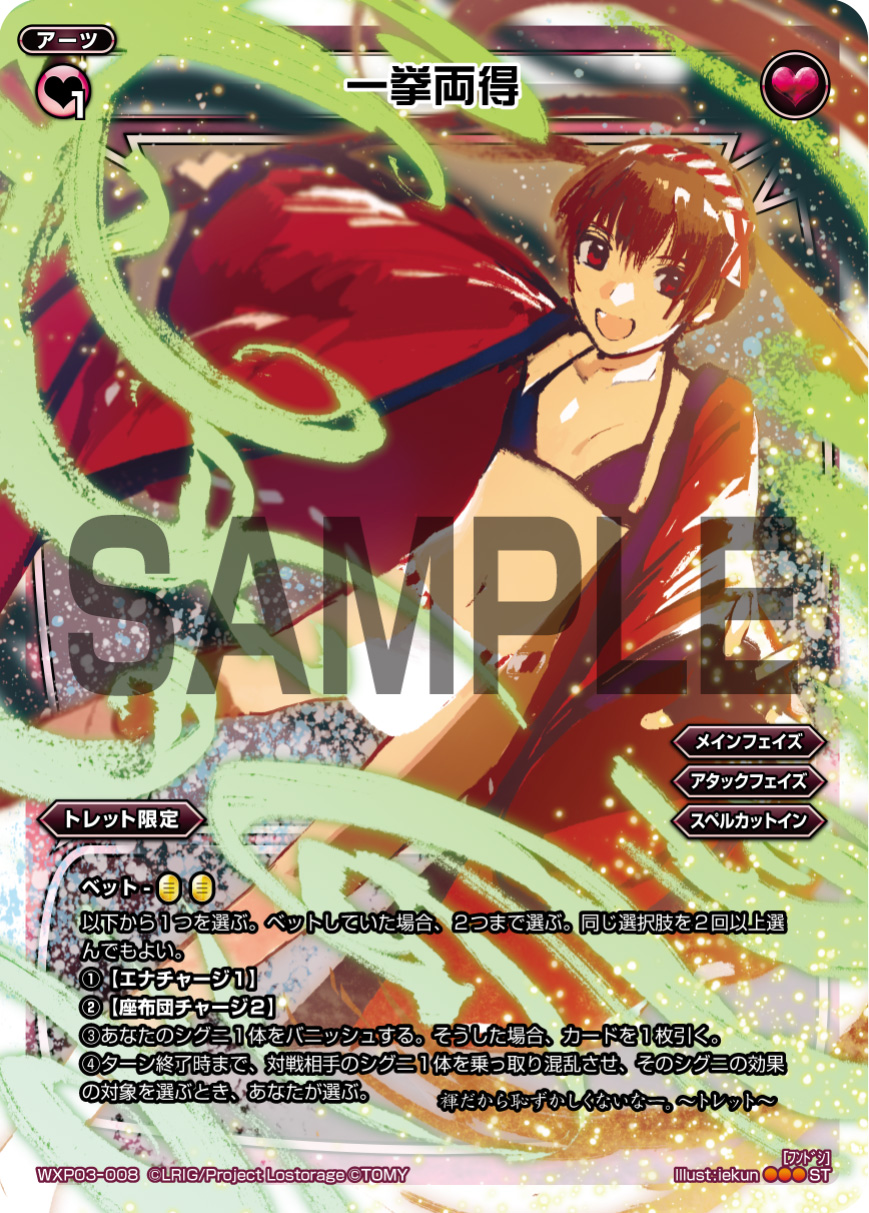 アーツ
1
一挙両得
SAMPLE
メインフェイズ
アタックフェイズ
スペルカットイン
トレット限定
ベット -
以下から1つを選ぶ。ベットしていた場合、2つまで選ぶ。同じ選択肢を2回以上選
んでもよい。
①【エナチャージ1】
②【座布団チャージ2】
③あなたのシグニ1体をバニッシュする。そうした場合、カードを1枚引く。
④ターン終了時まで、対戦相手のシグニ1体を乗っ取り混乱させ、そのシグニの効果
の対象を選ぶとき、あなたが選ぶ。
褌だから恥ずかしくないなー。~トレット~
[ワンドシ]
WXP03-008 ©LRIG/Project Lostorage ©TOMY
Illust:iekun ST